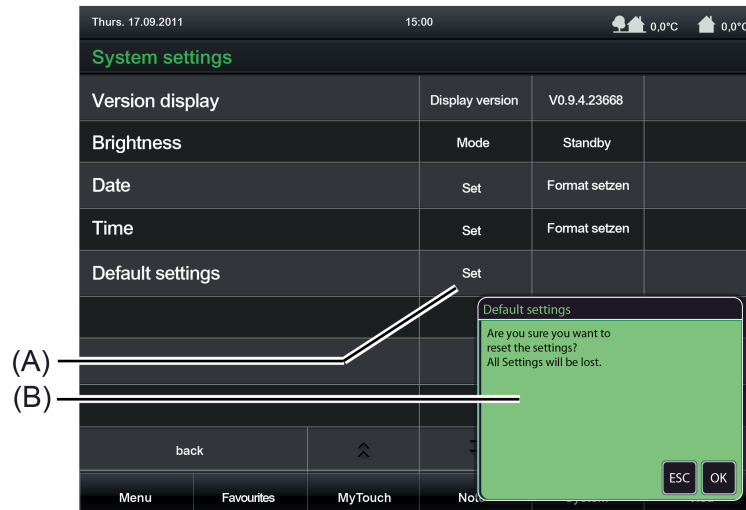 Thurs. 17.09.2011 15:00 0,0°C 0,0°C
System settings
Version display Display version V0.9.4.23668
Brightness Mode Standby
Date Set Format setzen
Time Set Format setzen
Default settings Set
Default settings
Are you sure you want to
reset the settings?
All Settings will be lost.
(A)
(B)
ESC OK
back
Menu Favourites MyTouch